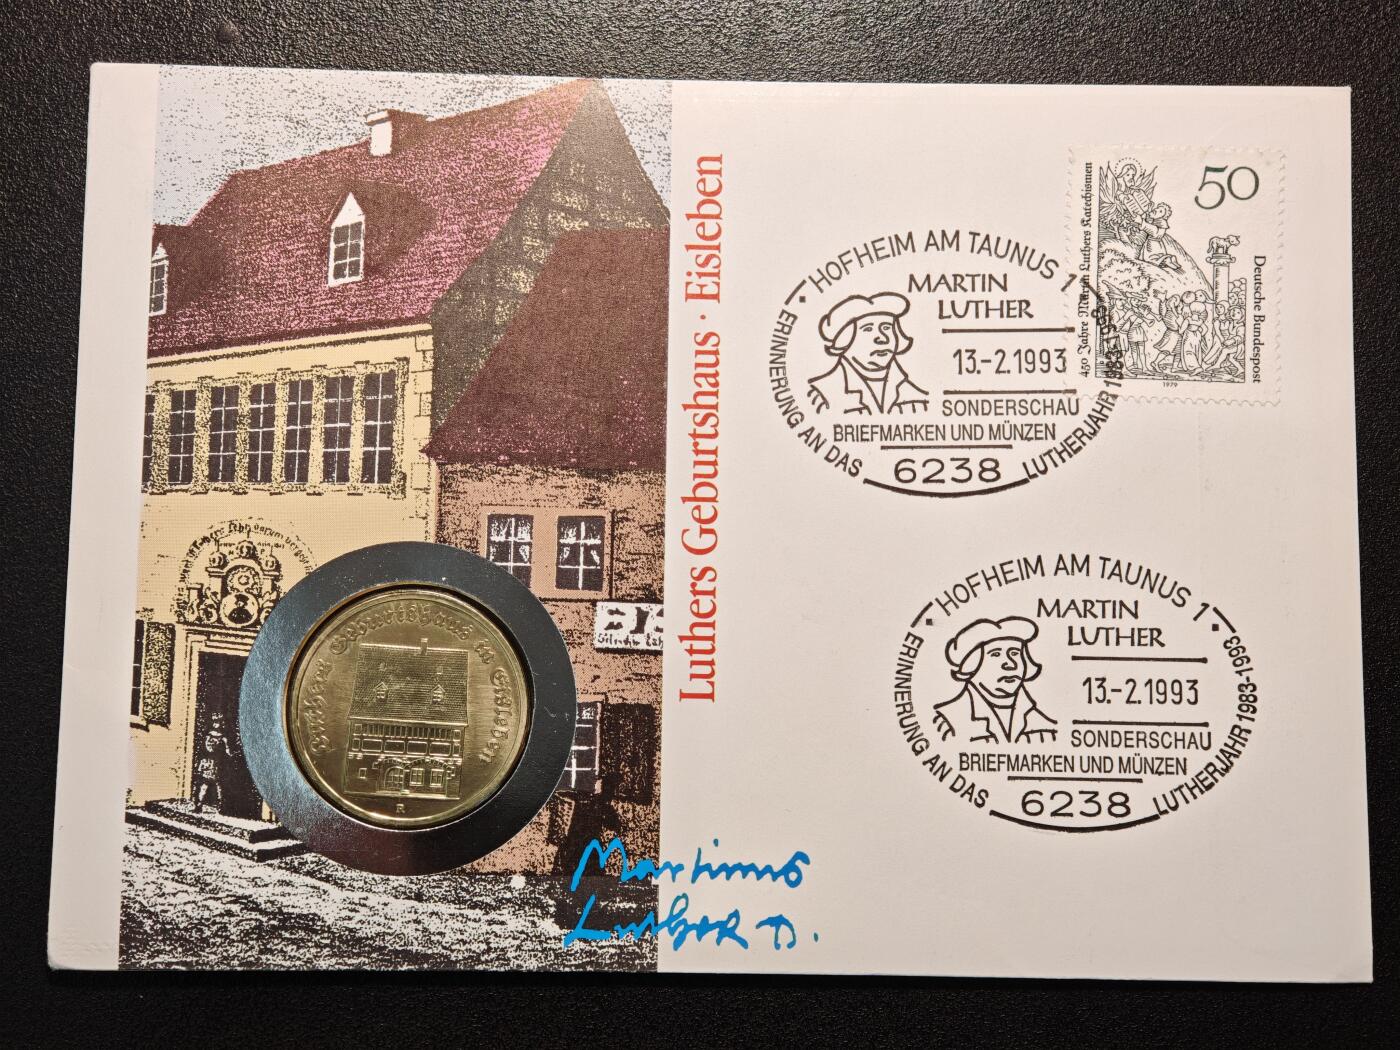 Luthers Geburtshaus · Eisleben
50
450 Jahre Martin Luthers Katechismen
Deutsche Bundespost
1979
HOFHEIM AM TAUNUS 1
MARTIN
LUTHER
13.-2.1993
SONDERSCHAU
BRIEFMARKEN UND MÜNZEN
6238
ERINNERUNG AN DAS LUTHERJAHR 1983-1993
HOFHEIM AM TAUNUS 1
MARTIN
LUTHER
13.-2.1993
SONDERSCHAU
BRIEFMARKEN UND MÜNZEN
6238
ERINNERUNG AN DAS LUTHERJAHR 1983-1993
Luthers Geburtshaus in Eisleben
R
Martinus
Luther D.